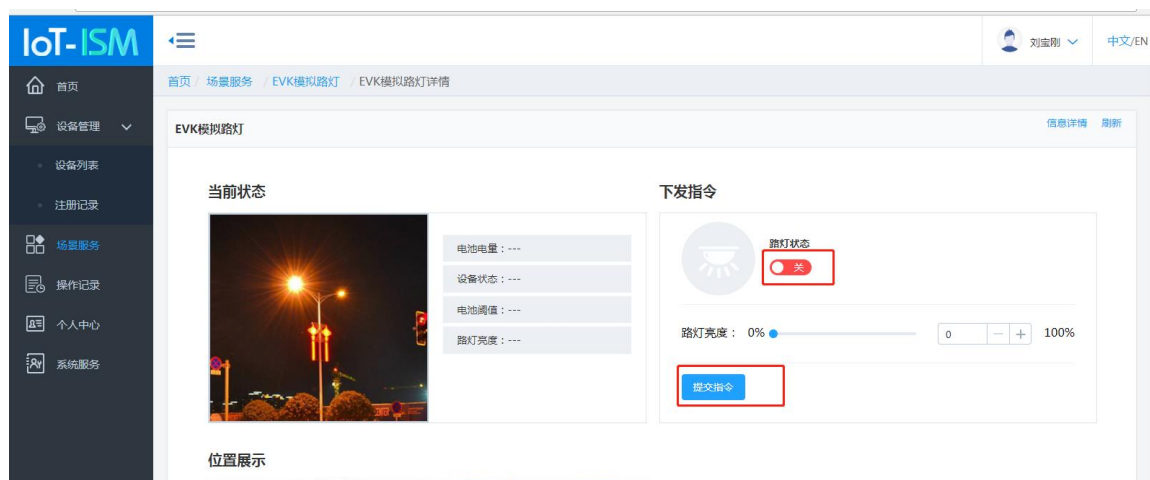 IoT-ISM
刘宝刚
中文/EN
首页
首页 / 场景服务 / EVK模拟路灯 / EVK模拟路灯详情
设备管理
EVK模拟路灯
信息详情 刷新
设备列表
注册记录
场景服务
操作记录
个人中心
系统服务
当前状态
电池电量：---
设备状态：---
电池阈值：---
路灯亮度：---
下发指令
路灯状态
关
路灯亮度： 0% 0 — + 100%
提交指令
位置展示